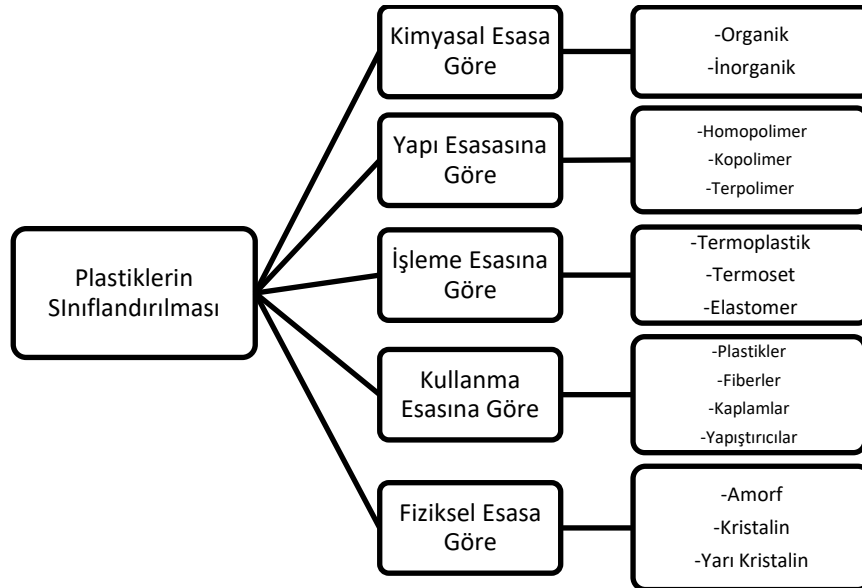 Plastiklerin
SInıflandırılması
Kimyasal Esasa
Göre
-Organik
-İnorganik
Yapı Esasasına
Göre
-Homopolimer
-Kopolimer
-Terpolimer
İşleme Esasına
Göre
-Termoplastik
-Termoset
-Elastomer
Kullanma
Esasına Göre
-Plastikler
-Fiberler
-Kaplamlar
-Yapıştırıcılar
Fiziksel Esasa
Göre
-Amorf
-Kristalin
-Yarı Kristalin